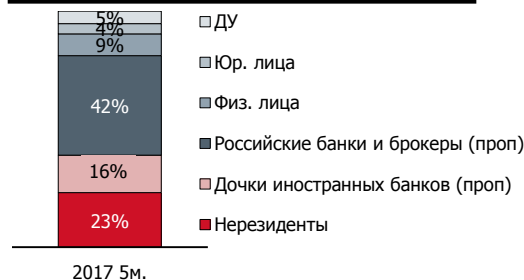 5%
4%
9%
42%
16%
23%
2017 5м.
ДУ
Юр. лица
Физ. лица
Российские банки и брокеры (проп)
Дочки иностранных банков (проп)
Нерезиденты